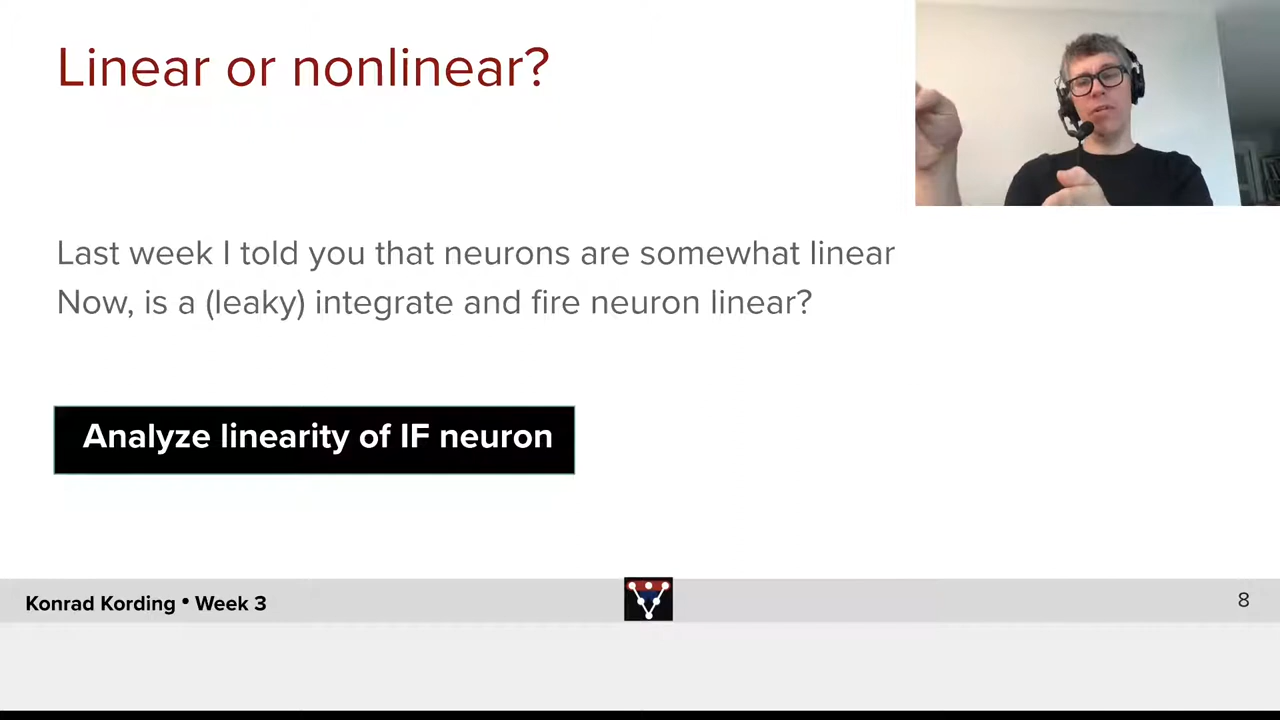 Linear or nonlinear?
Last week I told you that neurons are somewhat linear
Now, is a (leaky) integrate and fire neuron linear?
Analyze linearity of IF neuron
Konrad Kording • Week 3
8